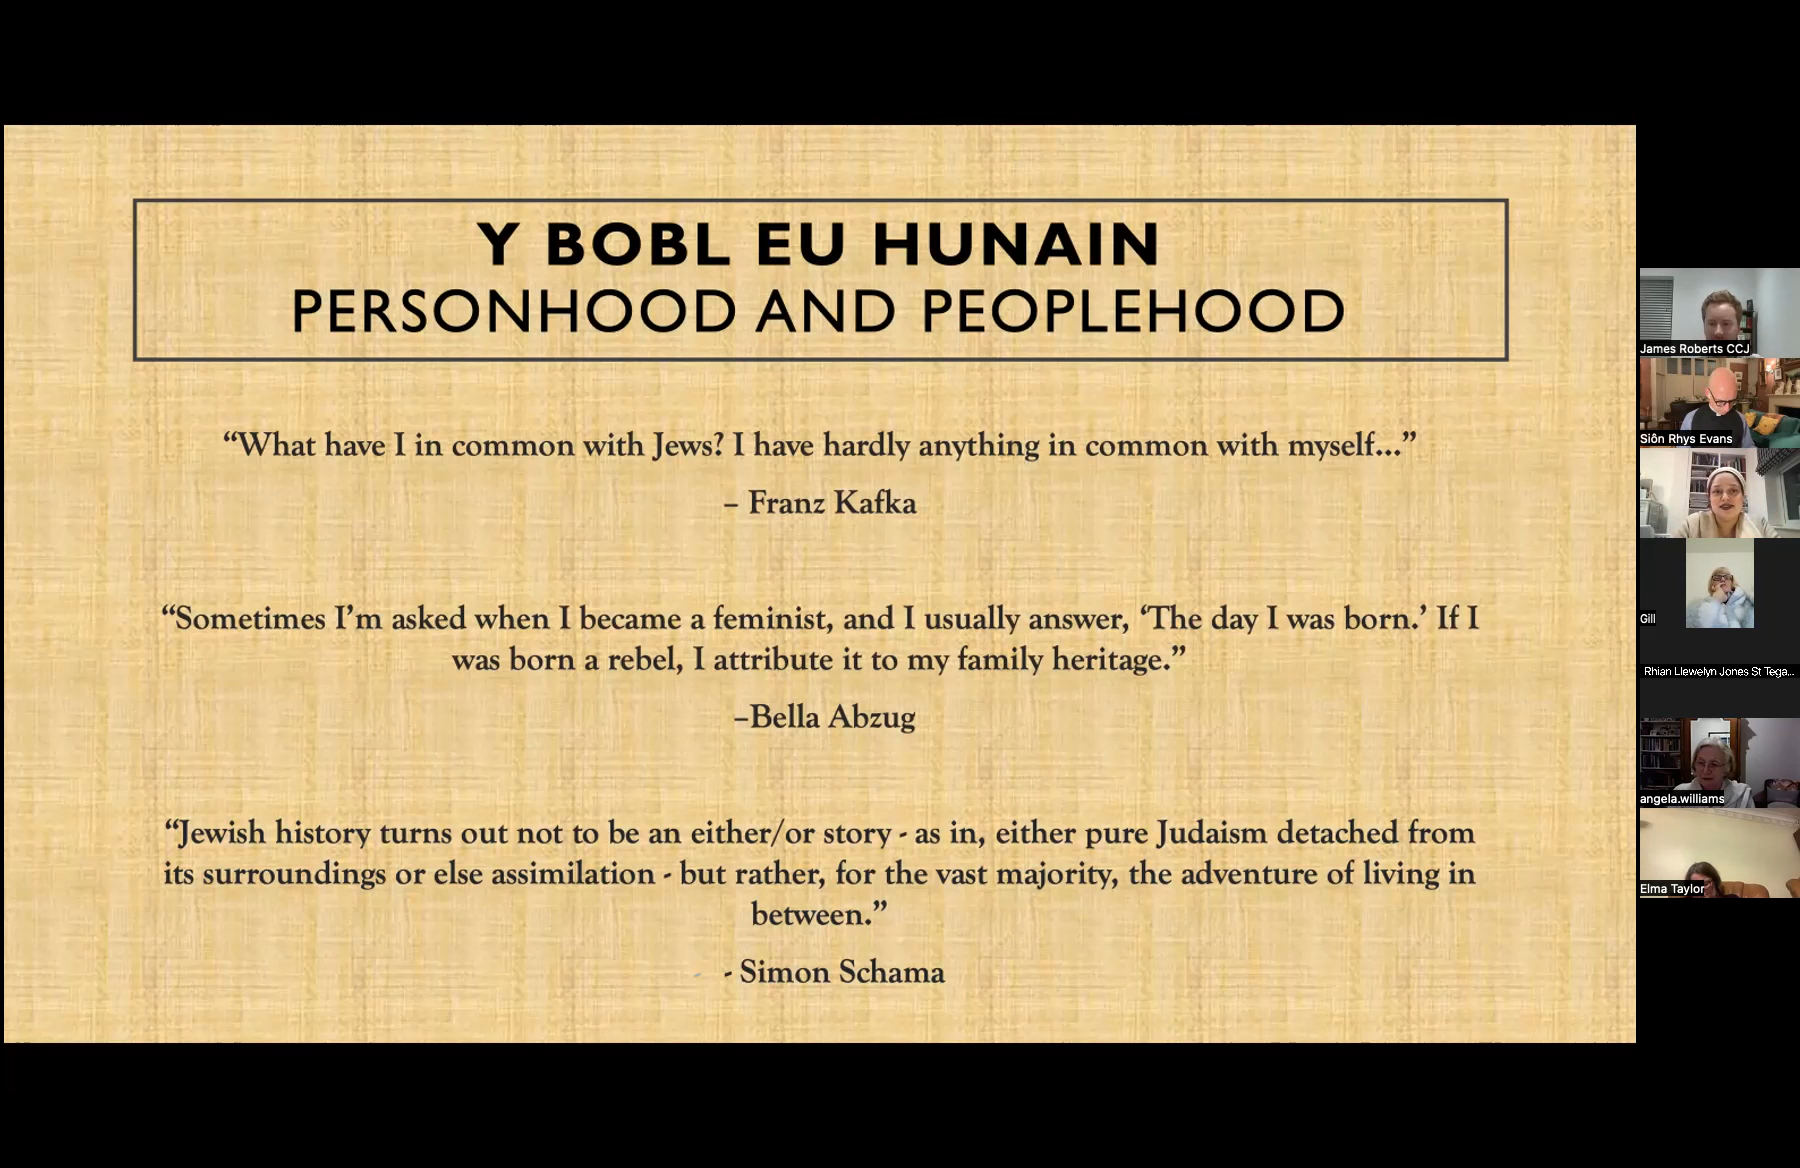 Y BOBL EU HUNAIN
PERSONHOOD AND PEOPLEHOOD
“What have I in common with Jews? I have hardly anything in common with myself...”
– Franz Kafka
“Sometimes I’m asked when I became a feminist, and I usually answer, ‘The day I was born.’ If I
was born a rebel, I attribute it to my family heritage.”
–Bella Abzug
“Jewish history turns out not to be an either/or story - as in, either pure Judaism detached from
its surroundings or else assimilation - but rather, for the vast majority, the adventure of living in
between.”
- - Simon Schama
James Roberts CCJ
Siôn Rhys Evans
Gill
Rhian Llewelyn Jones St Tega...
angela.williams
Elma Taylor